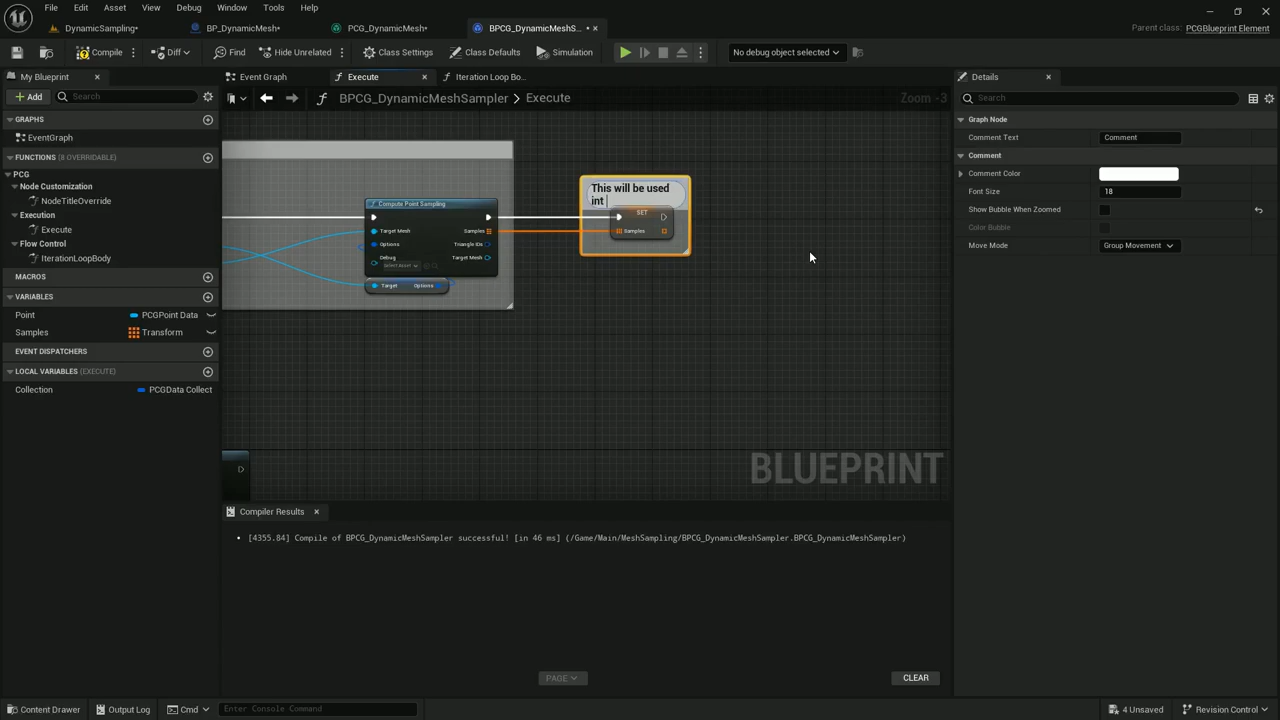 File Edit Asset View Debug Window Tools Help
DynamicSampling•
BP_DynamicMesh•
PCG_DynamicMesh•
BPCG_DynamicMeshS...•
Parent class: PCGBlueprint Element
Compile
Diff
Find
Hide Unrelated
Class Settings
Class Defaults
Simulation
No debug object selected
My Blueprint
Event Graph
Execute
Iteration Loop Bo...
Details
Add
Search
BPCG_DynamicMeshSampler > Execute
Zoom -3
Search
GRAPHS
EventGraph
FUNCTIONS (8 OVERRIDABLE)
PCG
Node Customization
NodeTitleOverride
Execution
Execute
Flow Control
IterationLoopBody
MACROS
VARIABLES
Point PCGPoint Data
Samples Transform
EVENT DISPATCHERS
LOCAL VARIABLES (EXECUTE)
Collection PCGData Collect
Compute Point Sampling
Target Mesh Samples
Options Triangle IDs
Debug Target Mesh
Select Asset
Target Options
This will be used
int
SET
Samples
BLUEPRINT
Graph Node
Comment Text Comment
Comment
Comment Color
Font Size 18
Show Bubble When Zoomed
Color Bubble
Move Mode Group Movement
Compiler Results
[4355.84] Compile of BPCG_DynamicMeshSampler successful! [in 46 ms] (/Game/Main/MeshSampling/BPCG_DynamicMeshSampler.BPCG_DynamicMeshSampler)
PAGE
CLEAR
Content Drawer
Output Log
Cmd
Enter Console Command
4 Unsaved
Revision Control